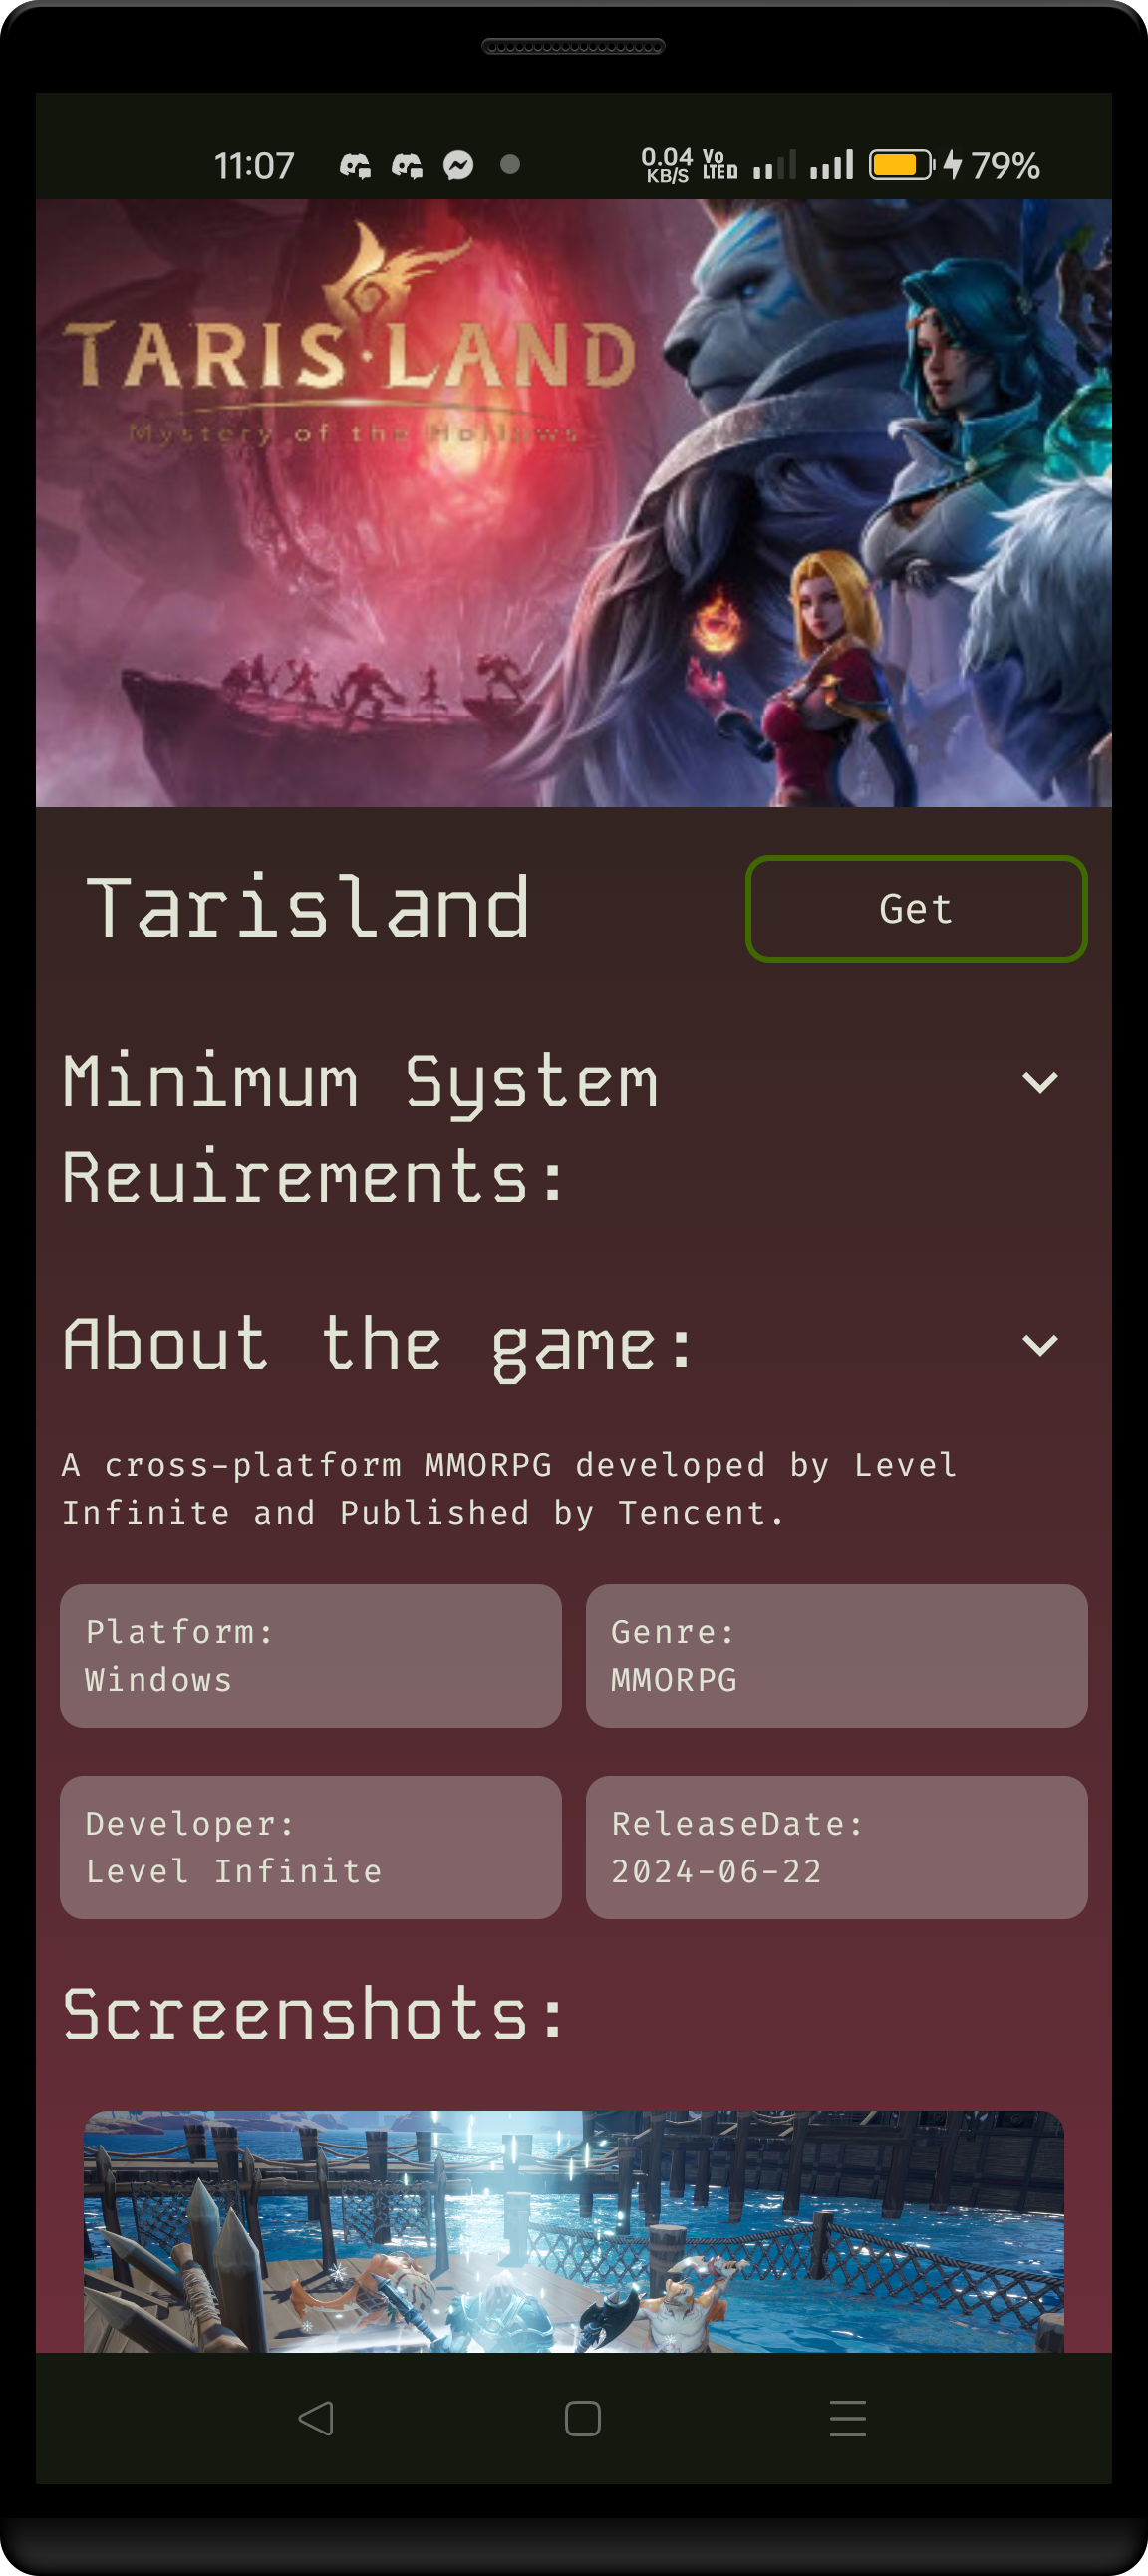 11:07
0.04 KB/S Vo LTE 79%
TARIS·LAND
Mystery of the Hollows
Tarisland
Get
Minimum System
Reuirements:
About the game:
A cross-platform MMORPG developed by Level
Infinite and Published by Tencent.
Platform:
Windows
Genre:
MMORPG
Developer:
Level Infinite
ReleaseDate:
2024-06-22
Screenshots: